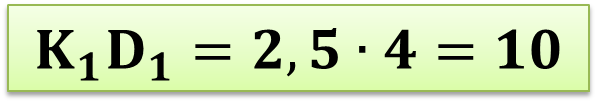 K₁D₁ = 2,5 · 4 = 10